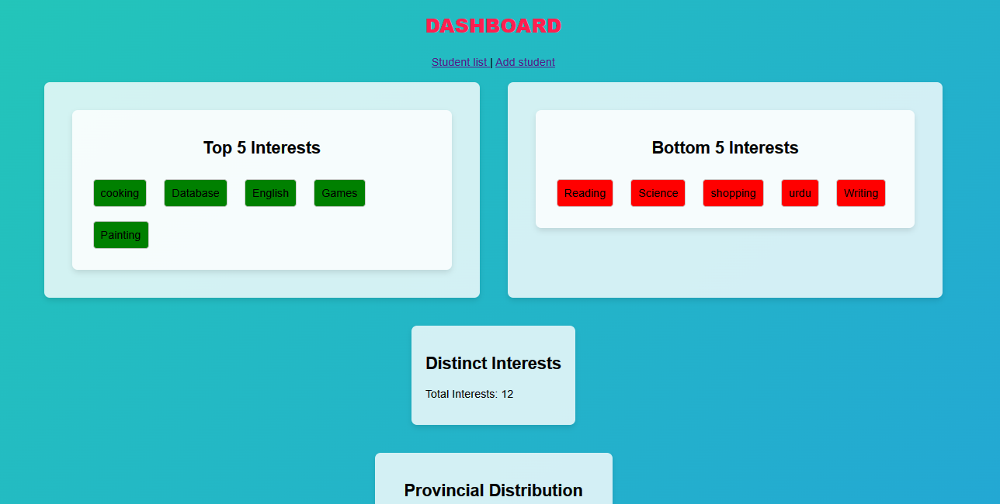 DASHBOARD
Student list | Add student
Top 5 Interests
cooking Database English Games
Painting
Bottom 5 Interests
Reading Science shopping urdu Writing
Distinct Interests
Total Interests: 12
Provincial Distribution